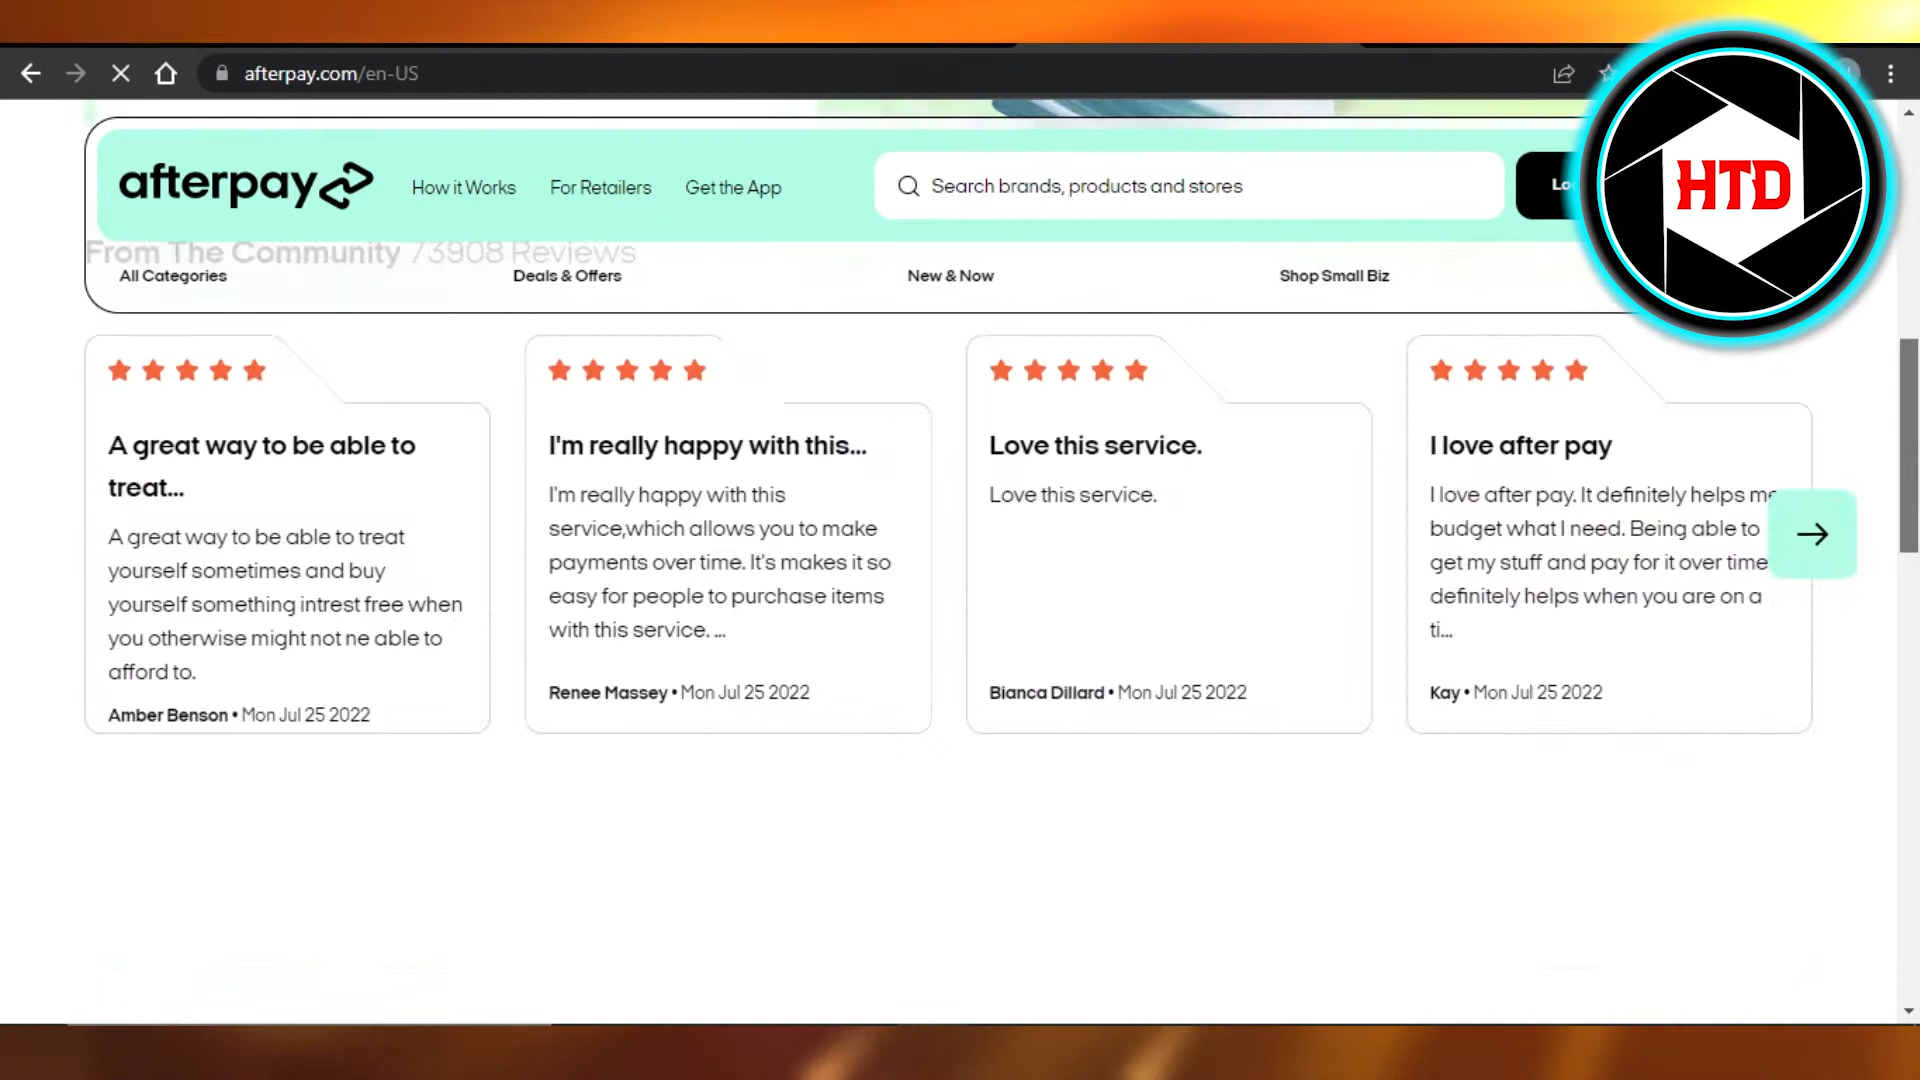 afterpay.com/en-US
HTD
afterpay
How it Works
For Retailers
Get the App
Search brands, products and stores
From The Community 73908 Reviews
All Categories
Deals & Offers
New & Now
Shop Small Biz
A great way to be able to
treat...
A great way to be able to treat
yourself sometimes and buy
yourself something intrest free when
you otherwise might not ne able to
afford to.
Amber Benson • Mon Jul 25 2022
I'm really happy with this...
I'm really happy with this
service,which allows you to make
payments over time. It's makes it so
easy for people to purchase items
with this service. ...
Renee Massey • Mon Jul 25 2022
Love this service.
Love this service.
Bianca Dillard • Mon Jul 25 2022
I love after pay
I love after pay. It definitely helps me
budget what I need. Being able to
get my stuff and pay for it over time
definitely helps when you are on a
ti...
Kay • Mon Jul 25 2022